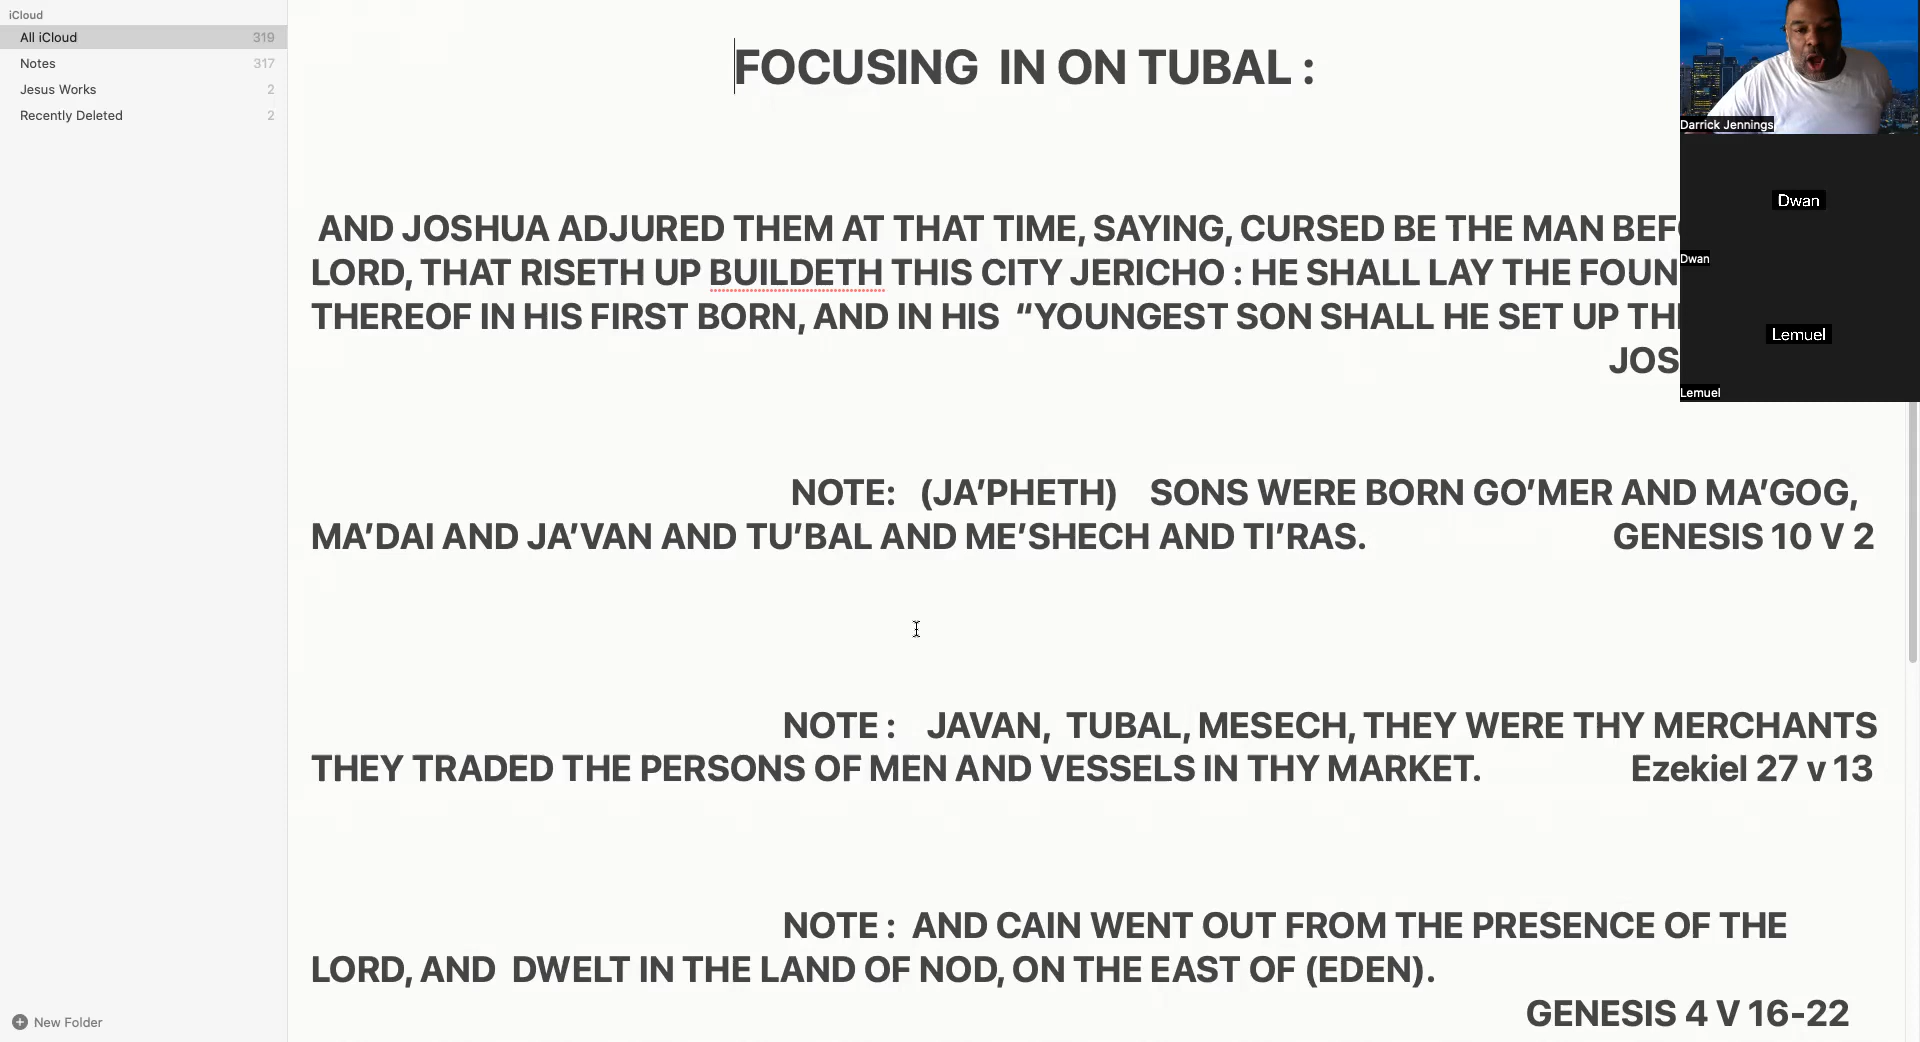 iCloud
All iCloud 319
Notes 317
Jesus Works 2
Recently Deleted 2
New Folder
FOCUSING IN ON TUBAL :
AND JOSHUA ADJURED THEM AT THAT TIME, SAYING, CURSED BE THE MAN
LORD, THAT RISETH UP BUILDETH THIS CITY JERICHO : HE SHALL LAY THE
THEREOF IN HIS FIRST BORN, AND IN HIS “YOUNGEST SON SHALL HE SET UP
NOTE: (JA’PHETH) SONS WERE BORN GO’MER AND MA’GOG,
MA’DAI AND JA’VAN AND TU’BAL AND ME’SHECH AND TI’RAS. GENESIS 10 V 2
NOTE : JAVAN, TUBAL, MESECH, THEY WERE THY MERCHANTS
THEY TRADED THE PERSONS OF MEN AND VESSELS IN THY MARKET. Ezekiel 27 v 13
NOTE : AND CAIN WENT OUT FROM THE PRESENCE OF THE
LORD, AND DWELT IN THE LAND OF NOD, ON THE EAST OF (EDEN).
GENESIS 4 V 16-22
Darrick Jennings
Dwan
Dwan
Lemuel
Lemuel